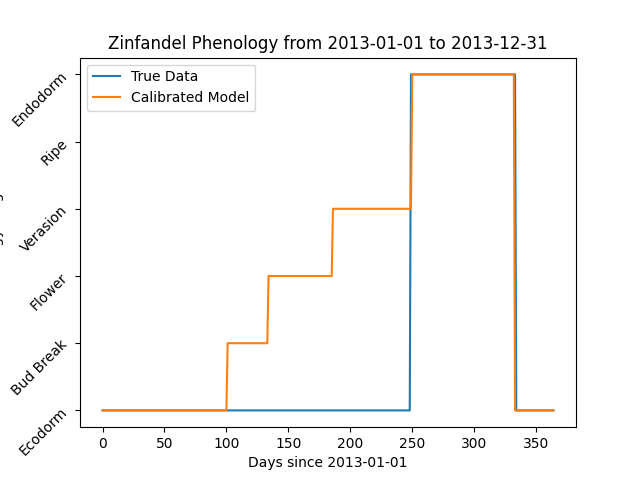 Zinfandel Phenology from 2013-01-01 to 2013-12-31
True Data
Calibrated Model
Endodorm
Ripe
Verasion
Flower
Bud Break
Ecodorm
0 50 100 150 200 250 300 350
Days since 2013-01-01